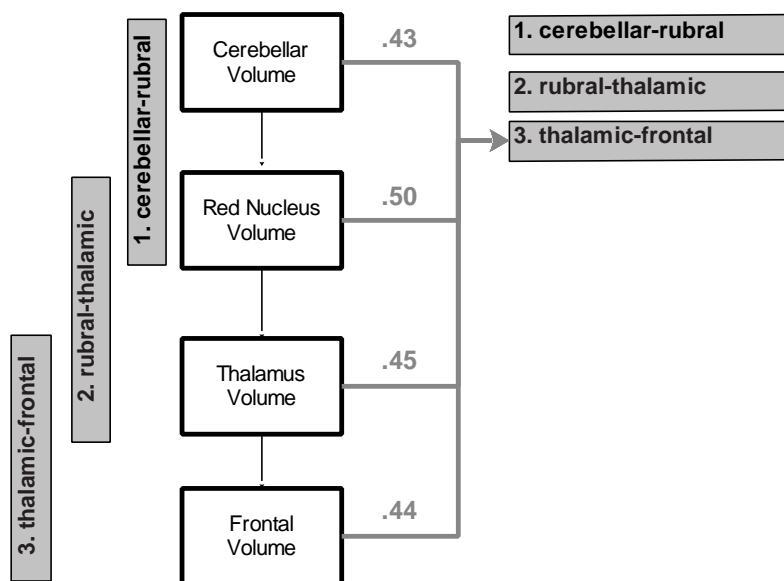 Cerebellar
Volume
.43
1. cerebellar-rubral
2. rubral-thalamic
3. thalamic-frontal
1. cerebellar-rubral
Red Nucleus
Volume
.50
2. rubral-thalamic
Thalamus
Volume
.45
3. thalamic-frontal
Frontal
Volume
.44